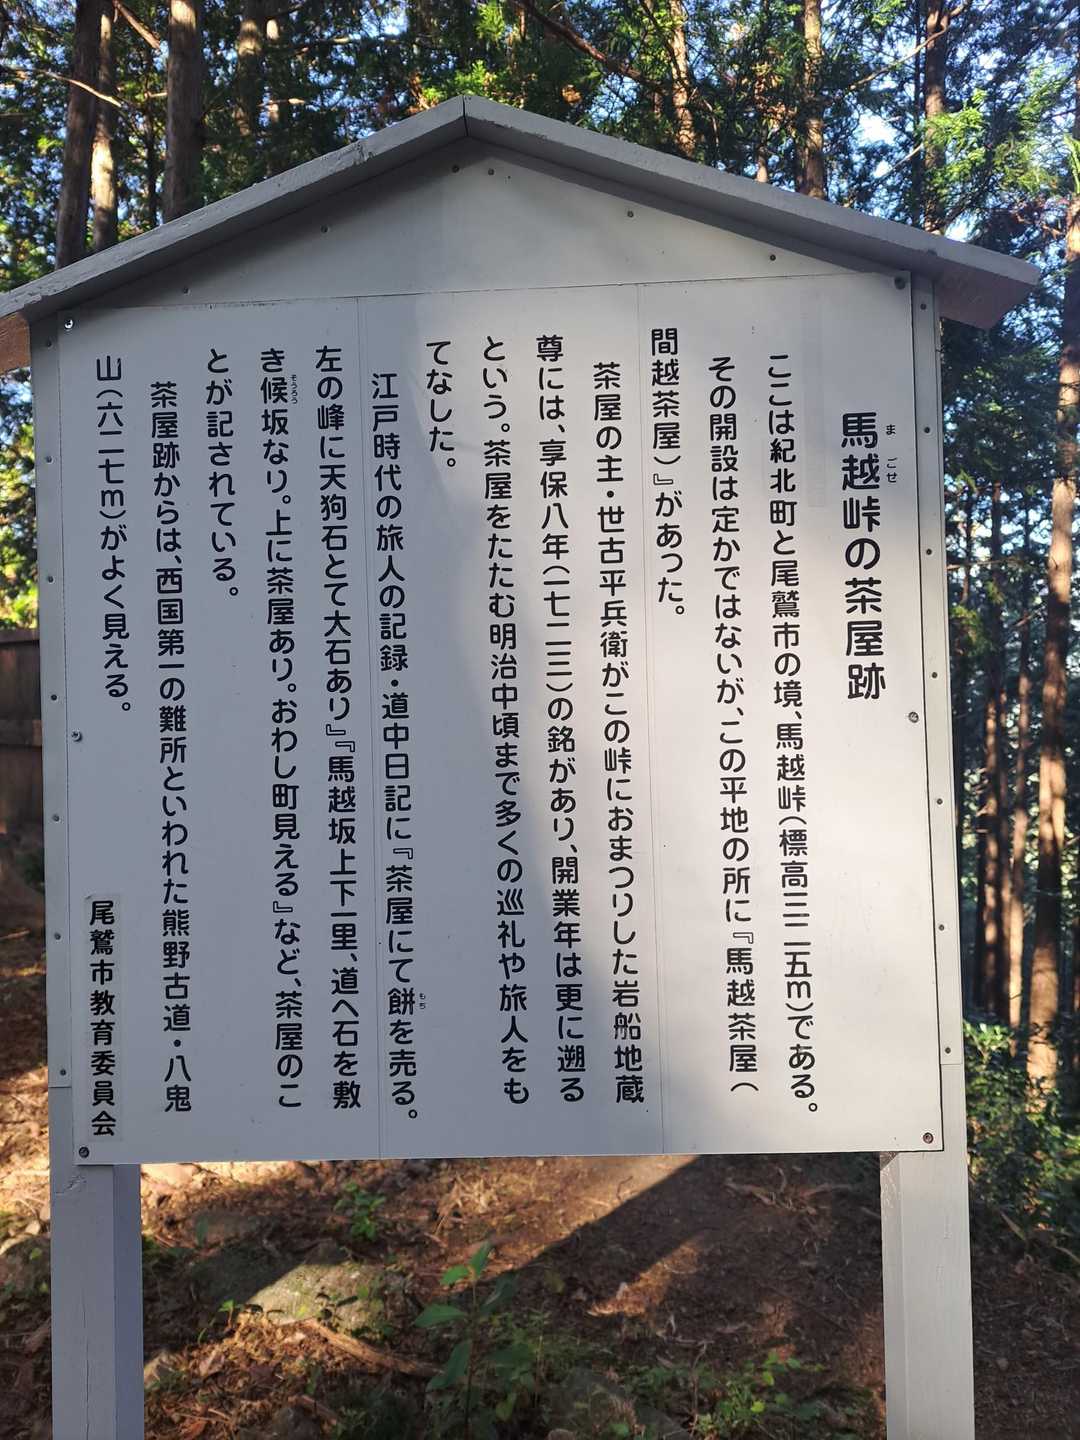 馬越峠の茶屋跡
まごせ
ここは紀北町と尾鷲市の境、馬越峠（標高三二五ｍ）である。
その開設は定かではないが、この平地の所に『馬越茶屋（
間越茶屋）』があった。
茶屋の主・世古平兵衛がこの峠におまつりした岩船地蔵
尊には、享保八年（一七二三）の銘があり、開業年は更に遡る
という。茶屋をたたむ明治中頃まで多くの巡礼や旅人をも
てなした。
江戸時代の旅人の記録・道中日記に『茶屋にて餅を売る。
もち
左の峰に天狗石とて大石あり』『馬越坂上下一里、道へ石を敷
き候坂なり。上に茶屋あり。おわし町見える』など、茶屋のこ
そうろう
とが記されている。
茶屋跡からは、西国第一の難所といわれた熊野古道・八鬼
山（六二七ｍ）がよく見える。
尾鷲市教育委員会